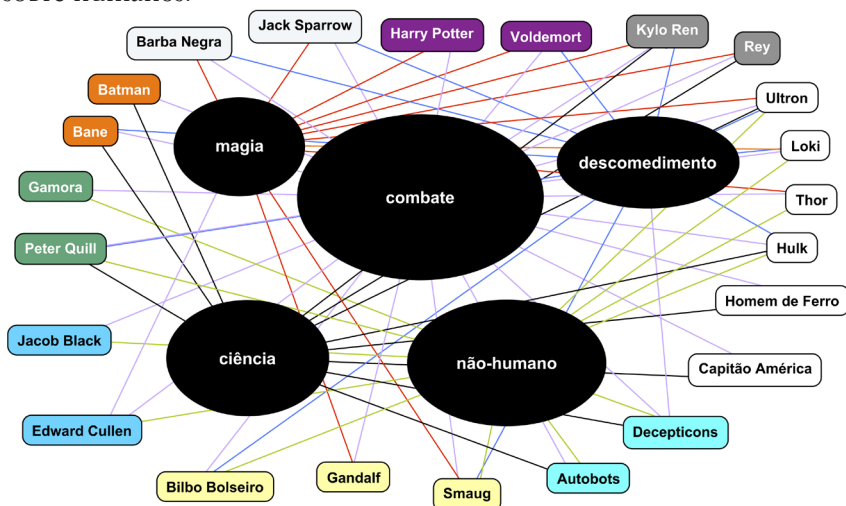 Jack Sparrow
Barba Negra
Harry Potter
Voldemort
Kylo Ren
Rey
Batman
Ultron
Bane
magia
Loki
descomedimento
Gamora
combate
Thor
Peter Quill
Hulk
Homem de Ferro
Jacob Black
ciência
não-humano
Capitão América
Edward Cullen
Decepticons
Bilbo Bolseiro
Gandalf
Smaug
Autobots